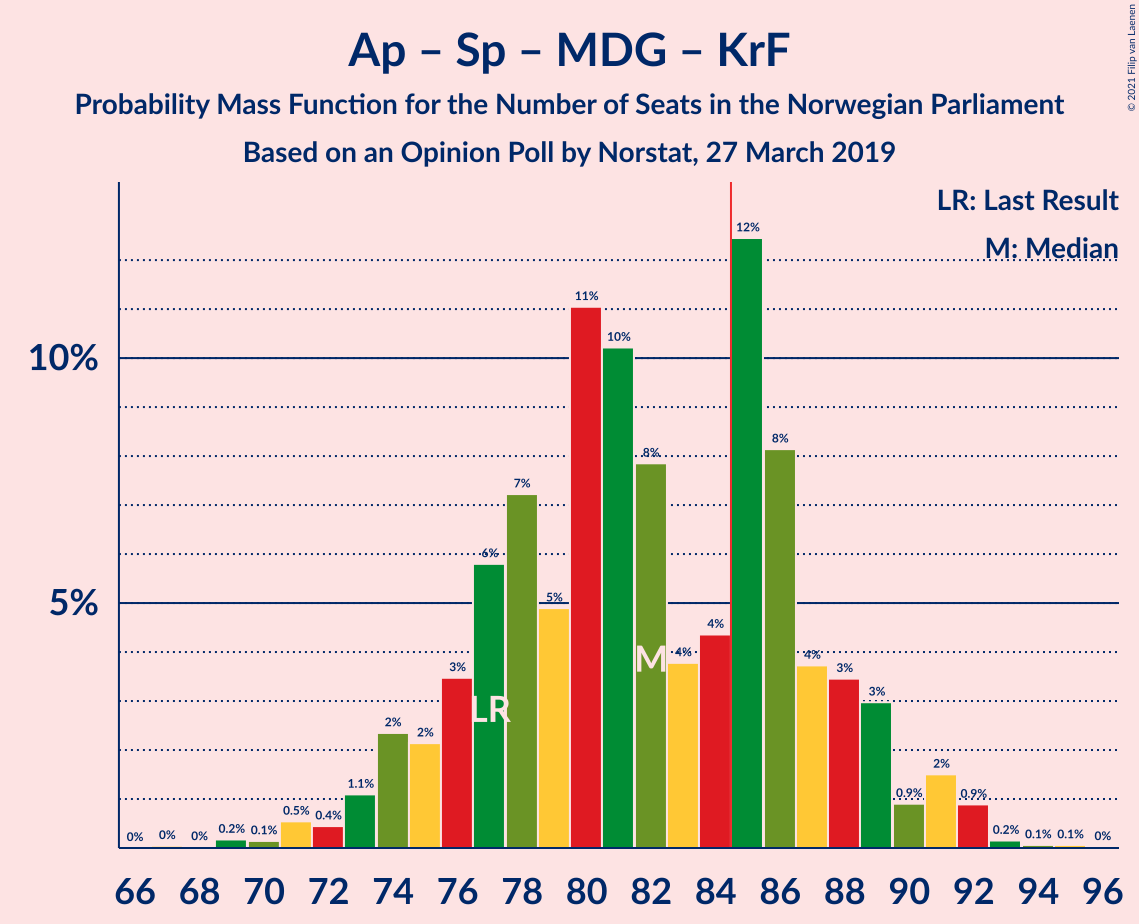 Ap – Sp – MDG – KrF
Probability Mass Function for the Number of Seats in the Norwegian Parliament
Based on an Opinion Poll by Norstat, 27 March 2019
© 2021 Filip van Laenen
LR: Last Result
M: Median
10%
5%
0% 0% 0% 0.2% 0.1% 0.5% 0.4% 1.1% 2% 2% 3% 6% 7% 5% 11% 10% 8% 4% 4% 12% 8% 4% 3% 3% 0.9% 2% 0.9% 0.2% 0.1% 0.1% 0%
LR
M
66 68 70 72 74 76 78 80 82 84 86 88 90 92 94 96